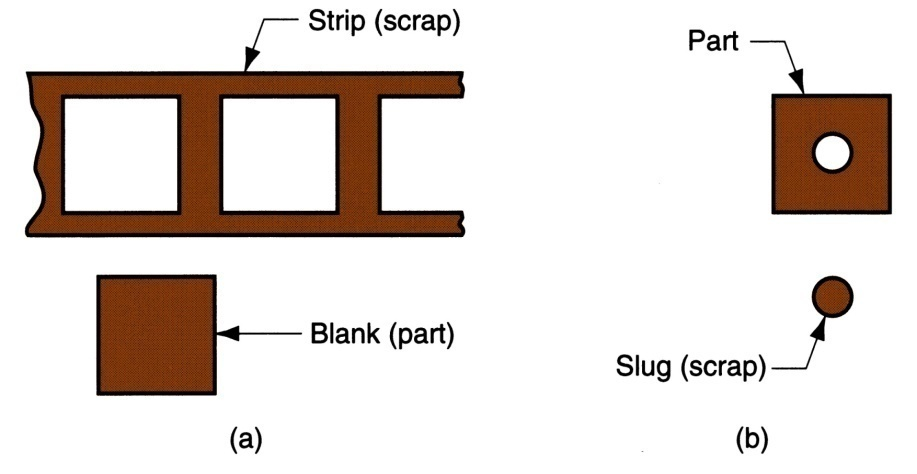 Strip (scrap)
Part
Blank (part)
Slug (scrap)
(a)
(b)